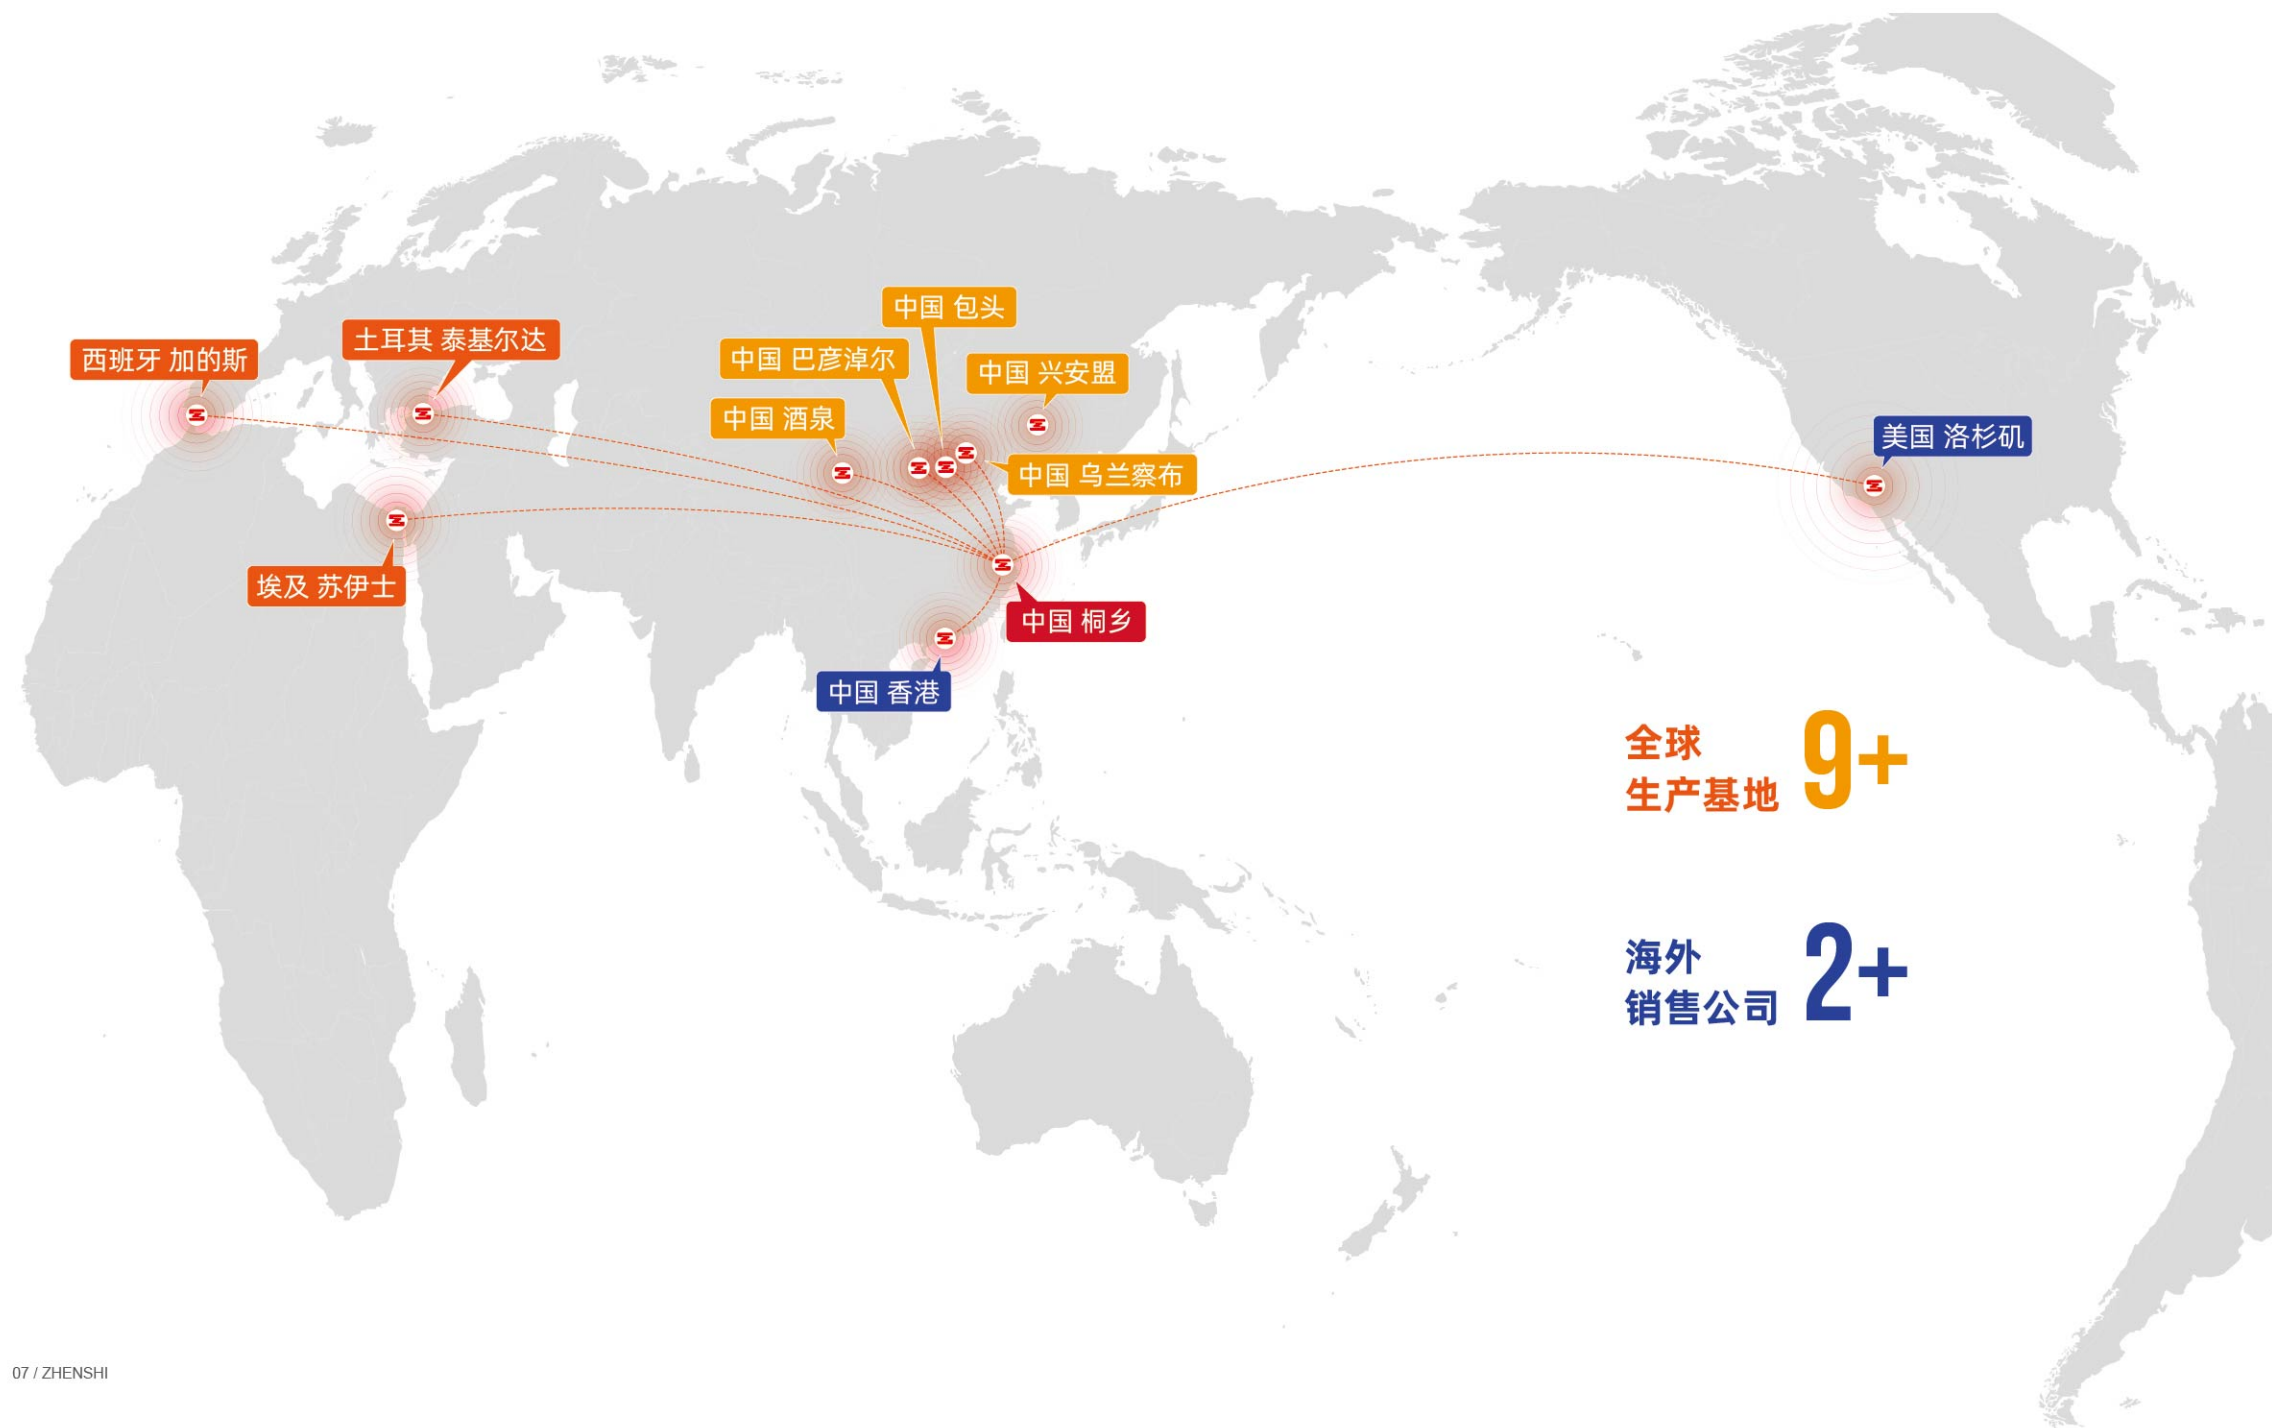 中国 包头
西班牙 加的斯
土耳其 泰基尔达
中国 巴彦淖尔
中国 兴安盟
中国 酒泉
中国 乌兰察布
美国 洛杉矶
埃及 苏伊士
中国 桐乡
中国 香港
全球
生产基地 9+
海外
销售公司 2+
07 / ZHENSHI